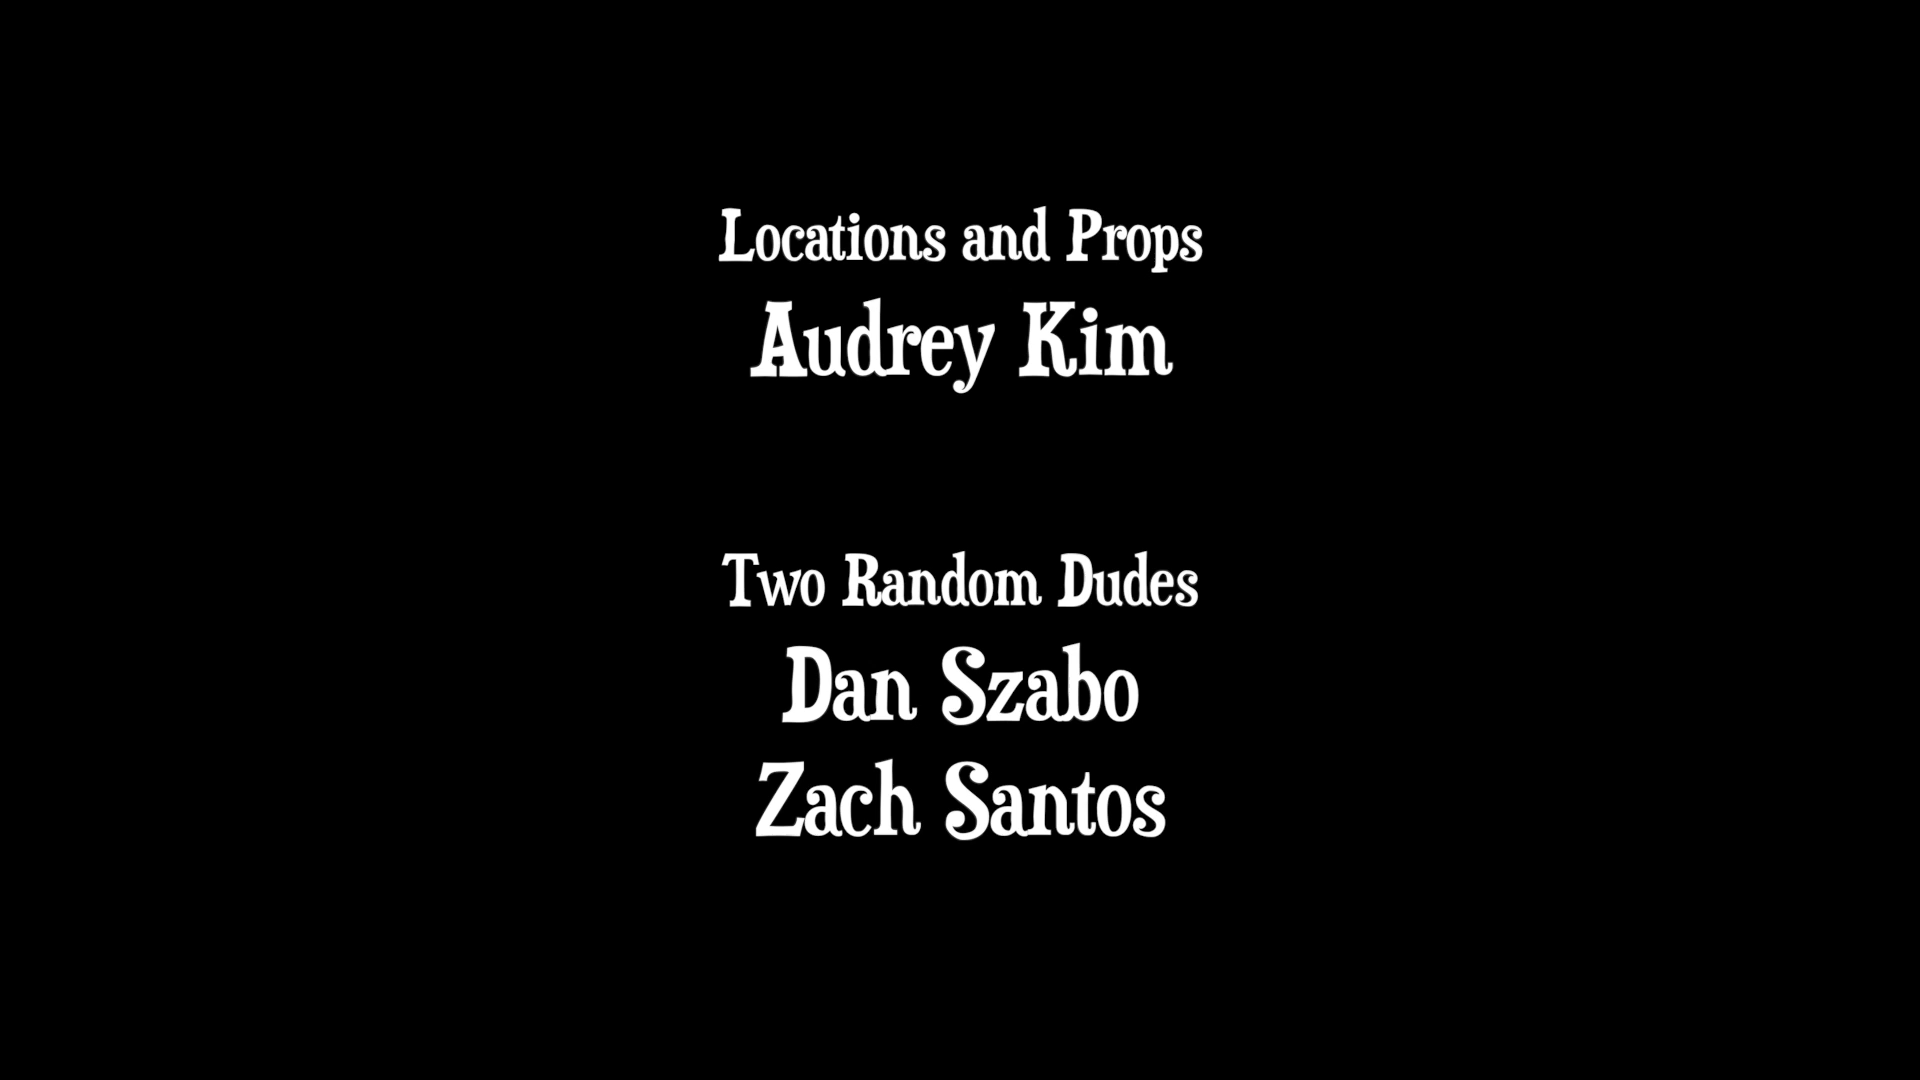 Locations and Props
Audrey Kim
Two Random Dudes
Dan Szabo
Zach Santos